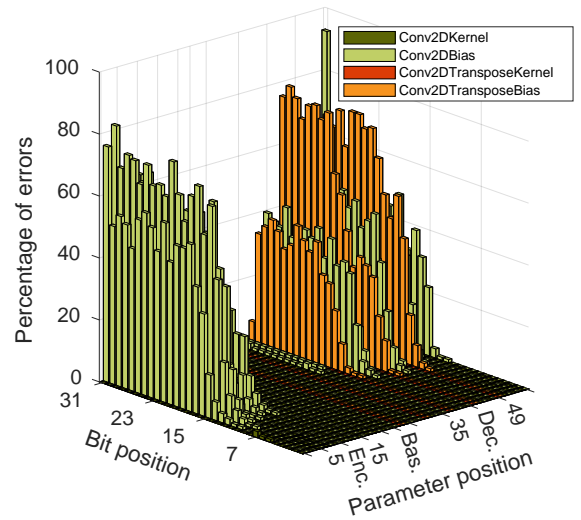 Conv2DKernel
Conv2DBias
Conv2DTransposeKernel
Conv2DTransposeBias
100
80
60
40
20
0
Percentage of errors
31
23
15
7
Bit position
5
Enc.
15
Bas.
35
Dec.
49
Parameter position